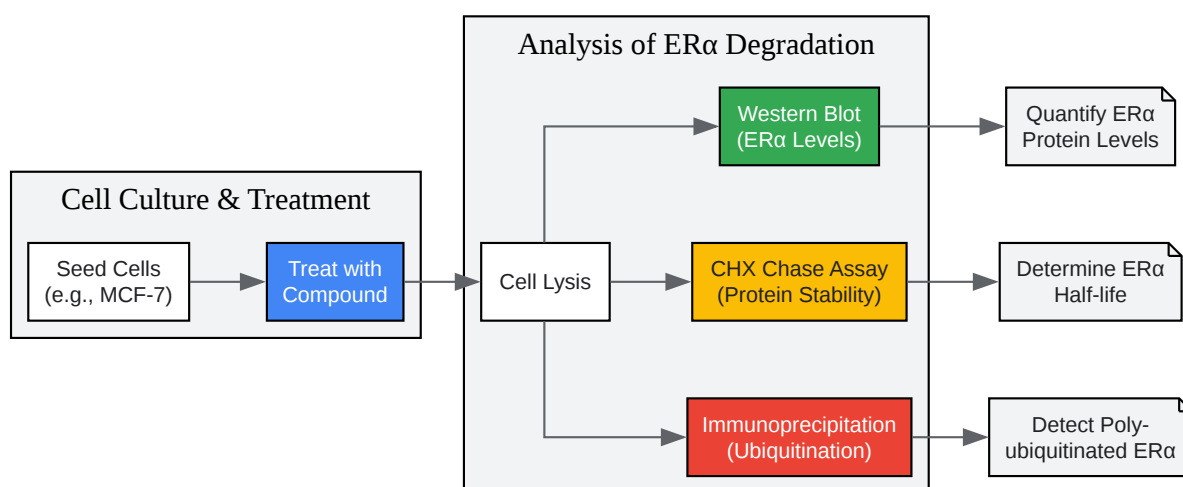 Analysis of ERα Degradation
Western Blot
(ERα Levels)
Quantify ERα
Protein Levels
Cell Culture & Treatment
Seed Cells
(e.g., MCF-7)
Treat with
Compound
Cell Lysis
CHX Chase Assay
(Protein Stability)
Determine ERα
Half-life
Immunoprecipitation
(Ubiquitination)
Detect Poly-
ubiquitinated ERα